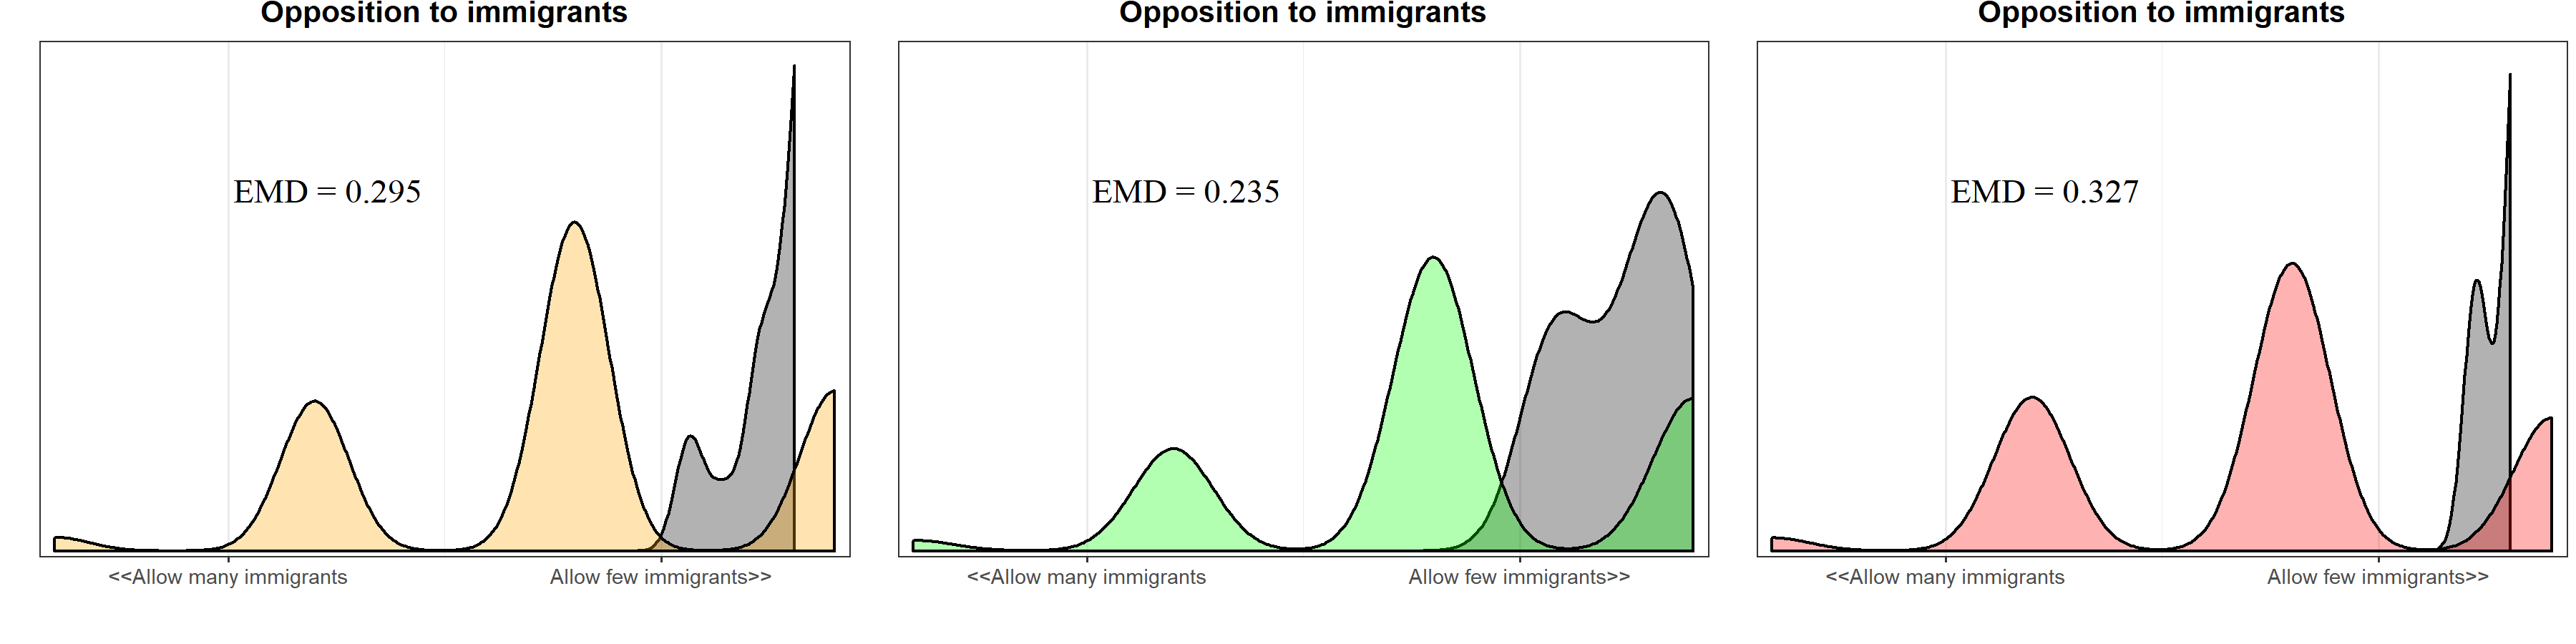 Opposition to immigrants
EMD = 0.295
<<Allow many immigrants
Allow few immigrants>>
Opposition to immigrants
EMD = 0.235
<<Allow many immigrants
Allow few immigrants>>
Opposition to immigrants
EMD = 0.327
<<Allow many immigrants
Allow few immigrants>>